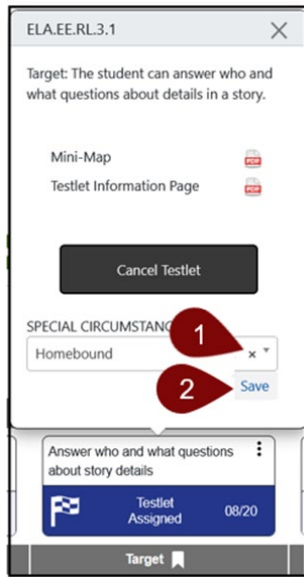 ELA.EE.RL.3.1
Target: The student can answer who and
what questions about details in a story.
Mini-Map
PDF
Testlet Information Page
PDF
Cancel Testlet
SPECIAL CIRCUMSTANC
1
Homebound
2
Save
Answer who and what questions
about story details
Testlet
Assigned
08/20
Target